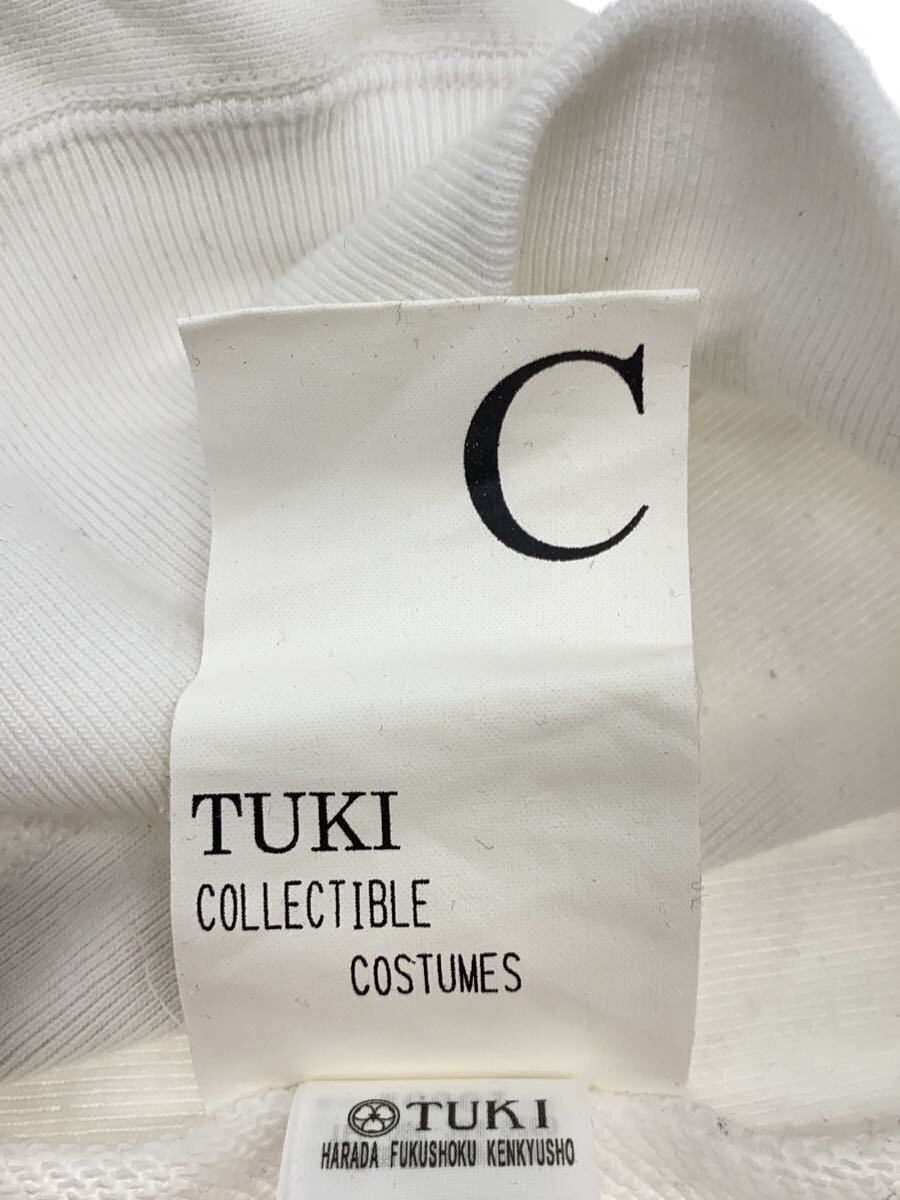 C
TUKI
COLLECTIBLE
COSTUMES
TUKI
HARADA FUKUSHOKU KENKYUSHO